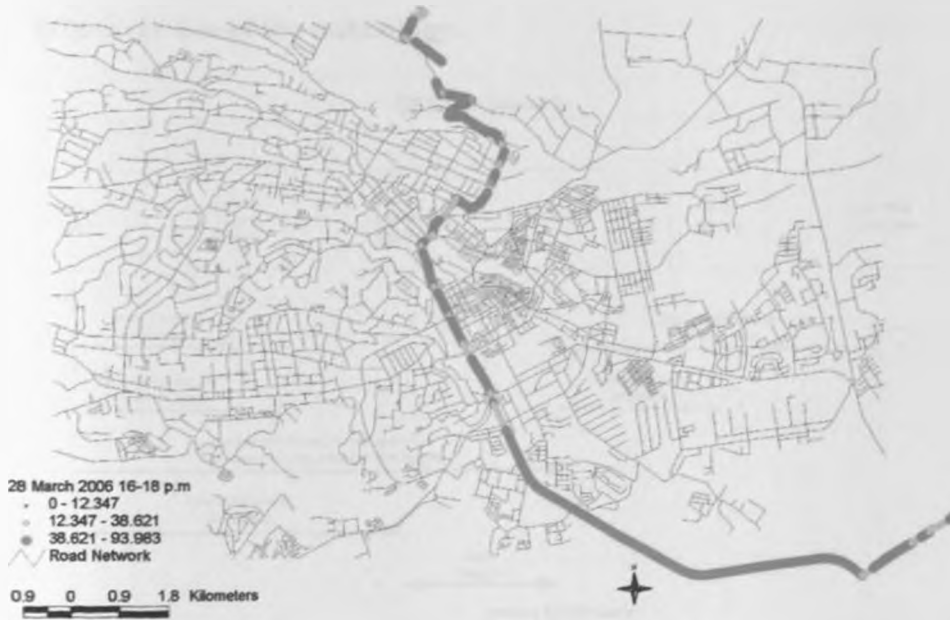 28 March 2006 16-18 p.m
0 - 12.347
12.347 - 38.621
38.621 - 93.983
Road Network
0.9 0 0.9 1.8 Kilometers